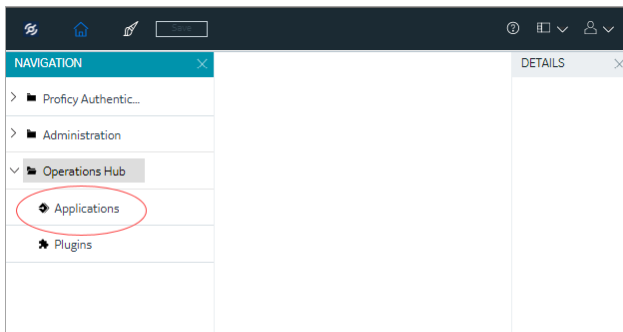 Save
NAVIGATION
DETAILS
Proficy Authentic...
Administration
Operations Hub
Applications
Plugins